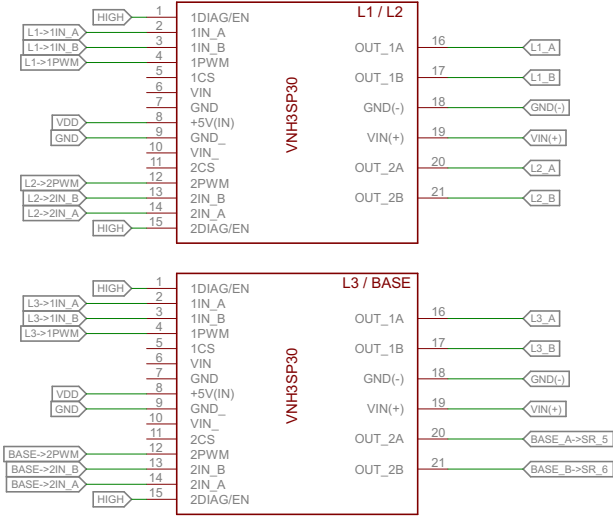 L1 / L2
HIGH 1 1DIAG/EN
L1->1IN_A 2 1IN_A
L1->1IN_B 3 1IN_B OUT_1A 16 L1_A
L1->1PWM 4 1PWM
5 1CS OUT_1B 17 L1_B
6 VIN
7 GND GND(-) 18 GND(-)
VDD 8 +5V(IN)
GND 9 GND_ VIN(+) 19 VIN(+)
10 VIN_
11 2CS OUT_2A 20 L2_A
L2->2PWM 12 2PWM
L2->2IN_B 13 2IN_B OUT_2B 21 L2_B
L2->2IN_A 14 2IN_A
HIGH 15 2DIAG/EN
VNH3SP30
L3 / BASE
HIGH 1 1DIAG/EN
L3->1IN_A 2 1IN_A
L3->1IN_B 3 1IN_B OUT_1A 16 L3_A
L3->1PWM 4 1PWM
5 1CS OUT_1B 17 L3_B
6 VIN
7 GND GND(-) 18 GND(-)
VDD 8 +5V(IN)
GND 9 GND_ VIN(+) 19 VIN(+)
10 VIN_
11 2CS OUT_2A 20 BASE_A->SR_5
BASE->2PWM 12 2PWM
BASE->2IN_B 13 2IN_B OUT_2B 21 BASE_B->SR_6
BASE->2IN_A 14 2IN_A
HIGH 15 2DIAG/EN
VNH3SP30